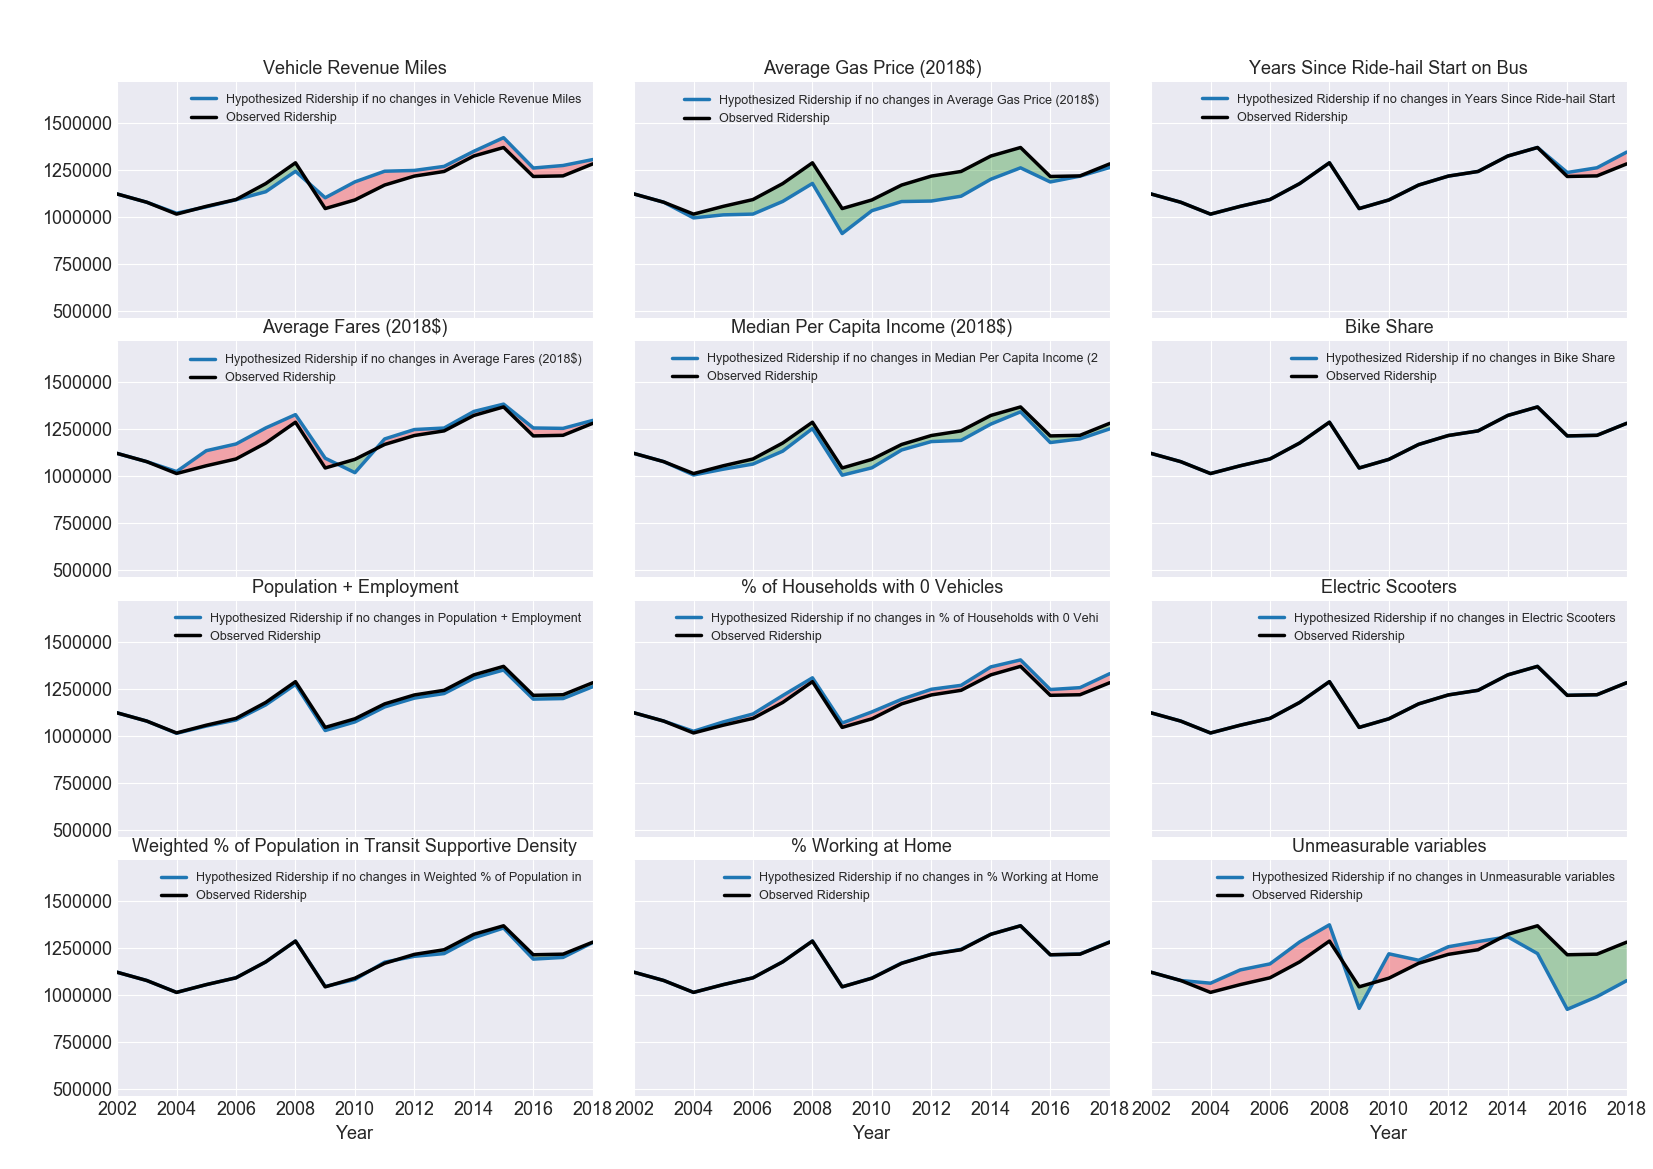 Vehicle Revenue Miles
Hypothesized Ridership if no changes in Vehicle Revenue Miles
Observed Ridership
1500000
1250000
1000000
750000
500000
Average Gas Price (2018$)
Hypothesized Ridership if no changes in Average Gas Price (2018$)
Observed Ridership
Years Since Ride-hail Start on Bus
Hypothesized Ridership if no changes in Years Since Ride-hail Start
Observed Ridership
Average Fares (2018$)
Hypothesized Ridership if no changes in Average Fares (2018$)
Observed Ridership
1500000
1250000
1000000
750000
500000
Median Per Capita Income (2018$)
Hypothesized Ridership if no changes in Median Per Capita Income (2
Observed Ridership
Bike Share
Hypothesized Ridership if no changes in Bike Share
Observed Ridership
Population + Employment
Hypothesized Ridership if no changes in Population + Employment
Observed Ridership
1500000
1250000
1000000
750000
500000
% of Households with 0 Vehicles
Hypothesized Ridership if no changes in % of Households with 0 Vehi
Observed Ridership
Electric Scooters
Hypothesized Ridership if no changes in Electric Scooters
Observed Ridership
Weighted % of Population in Transit Supportive Density
Hypothesized Ridership if no changes in Weighted % of Population in
Observed Ridership
1500000
1250000
1000000
750000
500000
2002 2004 2006 2008 2010 2012 2014 2016 2018
Year
% Working at Home
Hypothesized Ridership if no changes in % Working at Home
Observed Ridership
2002 2004 2006 2008 2010 2012 2014 2016 2018
Year
Unmeasurable variables
Hypothesized Ridership if no changes in Unmeasurable variables
Observed Ridership
2002 2004 2006 2008 2010 2012 2014 2016 2018
Year